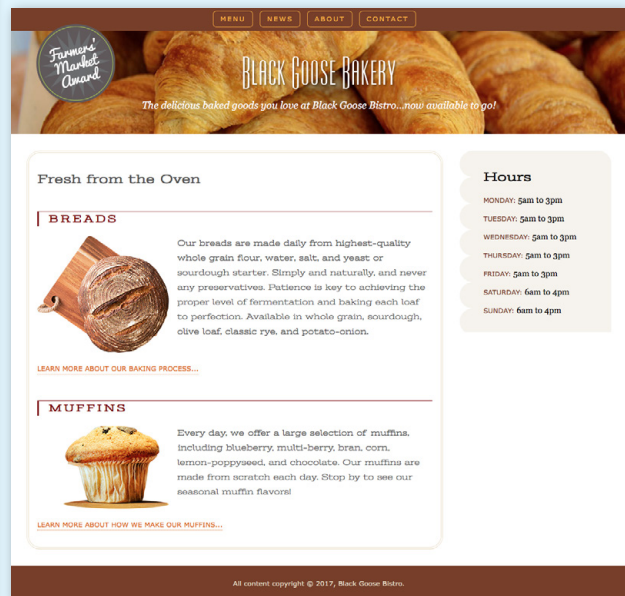 MENU NEWS ABOUT CONTACT
Farmers'
Market
Award
Black Goose Bakery
The delicious baked goods you love at Black Goose Bistro...now available to go!
Fresh from the Oven
BREADS
Our breads are made daily from highest-quality
whole grain flour, water, salt, and yeast or
sourdough starter. Simply and naturally, and never
any preservatives. Patience is key to achieving the
proper level of fermentation and baking each loaf
to perfection. Available in whole grain, sourdough,
olive loaf, classic rye, and potato-onion.
LEARN MORE ABOUT OUR BAKING PROCESS...
MUFFINS
Every day, we offer a large selection of muffins,
including blueberry, multi-berry, bran, corn,
lemon-poppyseed, and chocolate. Our muffins are
made from scratch each day. Stop by to see our
seasonal muffin flavors!
LEARN MORE ABOUT HOW WE MAKE OUR MUFFINS...
Hours
MONDAY: 5am to 3pm
TUESDAY: 5am to 3pm
WEDNESDAY: 5am to 3pm
THURSDAY: 5am to 3pm
FRIDAY: 5am to 3pm
SATURDAY: 6am to 4pm
SUNDAY: 6am to 4pm
All content copyright © 2017, Black Goose Bistro.